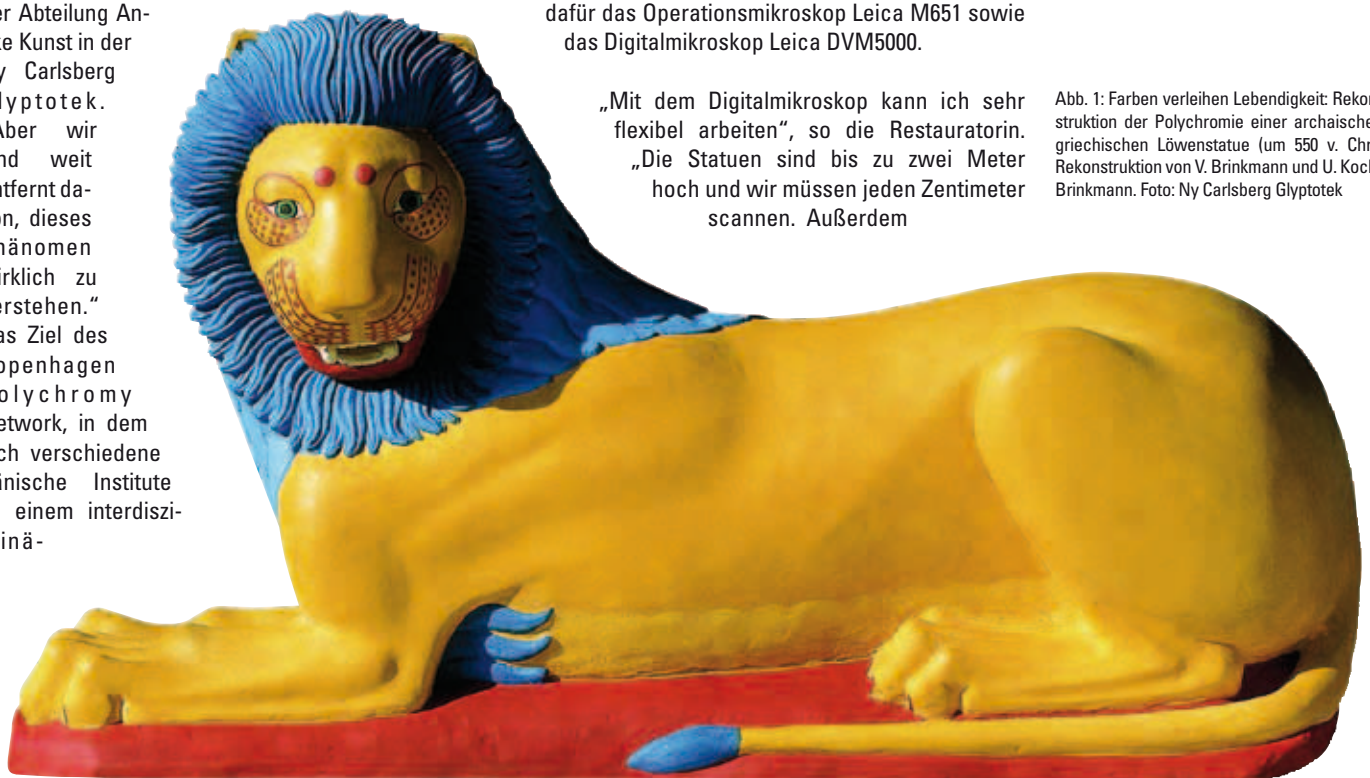 er Abteilung An-
ke Kunst in der
y Carlsberg
lyptotek.
Aber wir
nd weit
ntfernt da-
on, dieses
hänomen
irklich zu
erstehen.“
as Ziel des
openhagen
olychromy
etwork, in dem
ch verschiedene
änische Institute
einem interdiszi-
inä-
dafür das Operationsmikroskop Leica M651 sowie
das Digitalmikroskop Leica DVM5000.
„Mit dem Digitalmikroskop kann ich sehr
flexibel arbeiten“, so die Restauratorin.
„Die Statuen sind bis zu zwei Meter
hoch und wir müssen jeden Zentimeter
scannen. Außerdem
Abb. 1: Farben verleihen Lebendigkeit: Rekon
struktion der Polychromie einer archaische
griechischen Löwenstatue (um 550 v. Chr
Rekonstruktion von V. Brinkmann und U. Koch
Brinkmann. Foto: Ny Carlsberg Glyptotek